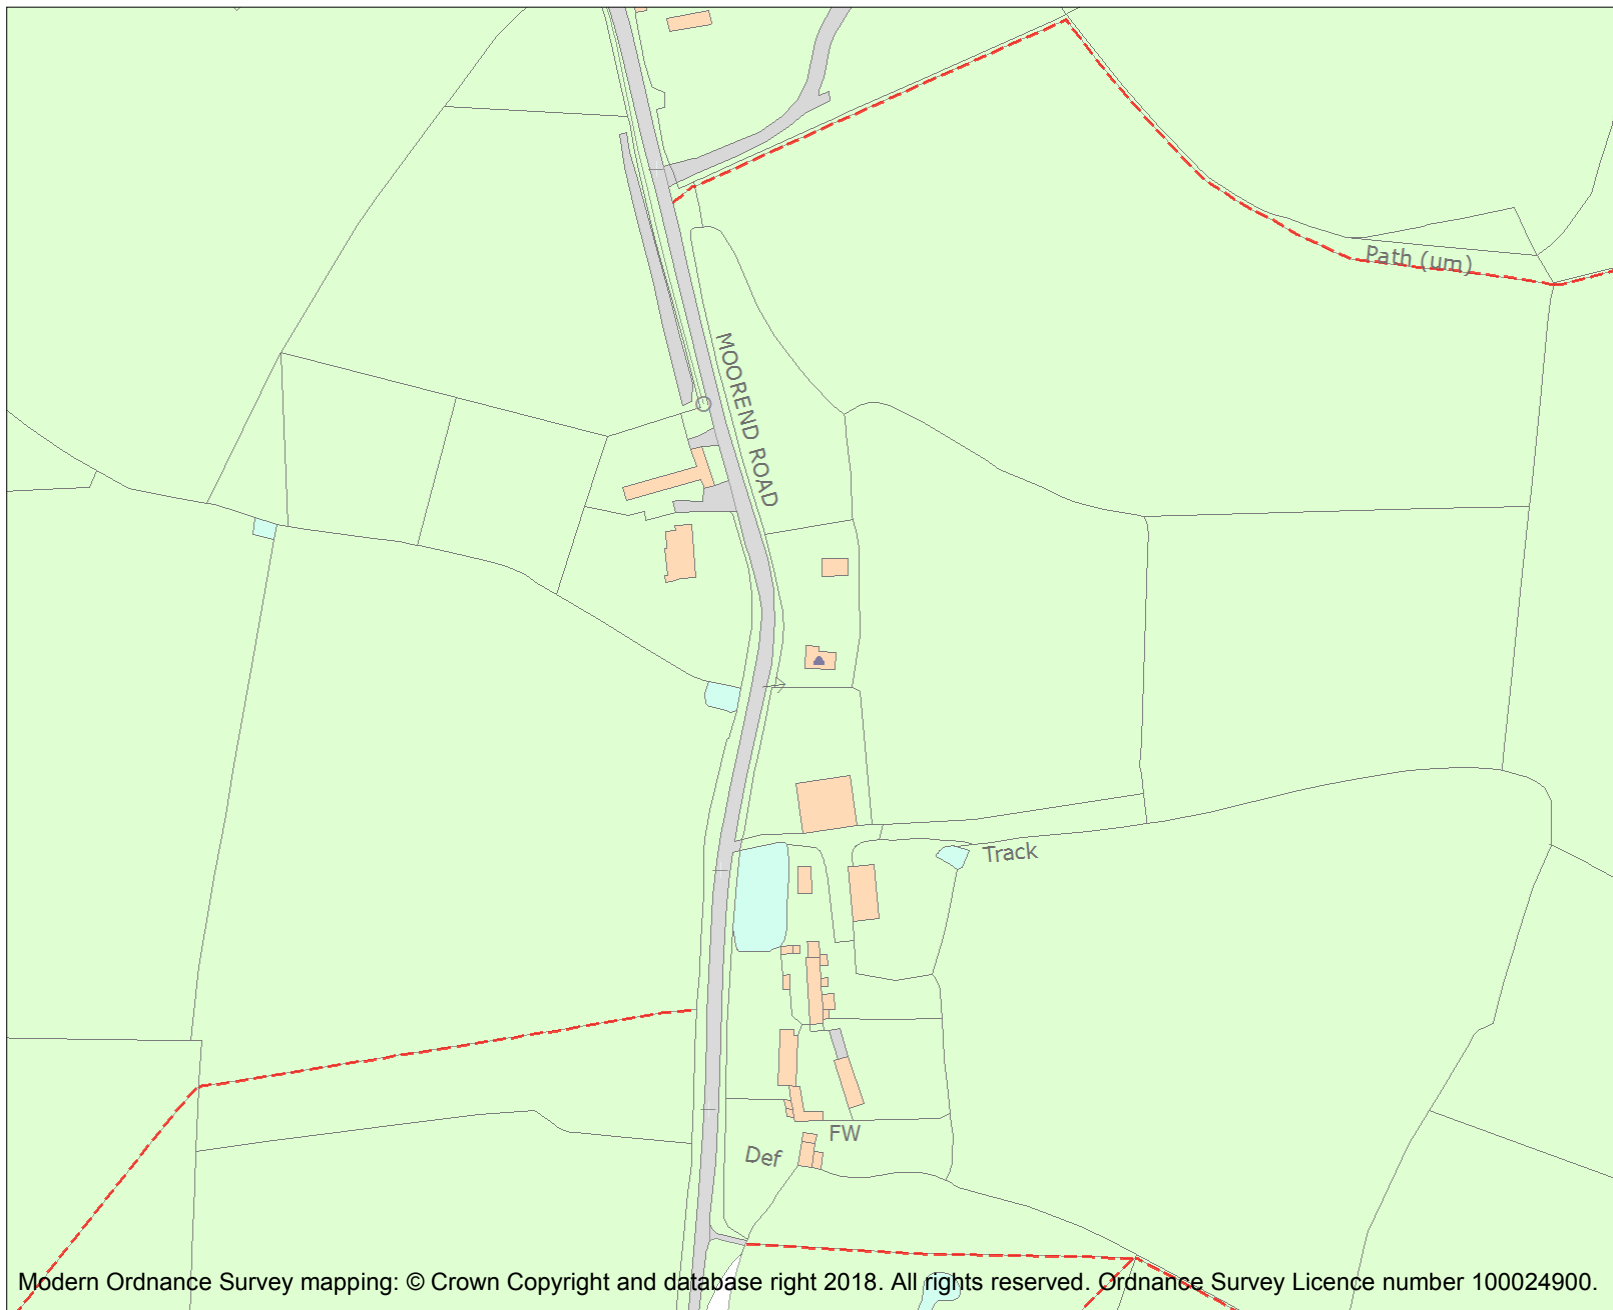 Path (um)
MOOREND ROAD
Track
FW
Def
Modern Ordnance Survey mapping: © Crown Copyright and database right 2018. All rights reserved. Ordnance Survey Licence number 100024900.